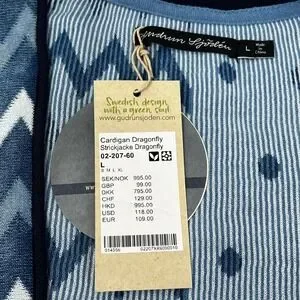 Gudrun Sjödén
L
Made in China
Swedish design
with a green soul
www.gudrunsjoden.com
Cardigan Dragonfly
Strickjacke Dragonfly
02-207-60
L
S M L XL
SEK/NOK 995.00
GBP 99.00
DKK 795.00
CHF 129.00
HKD 995.00
USD 118.00
EUR 109.00